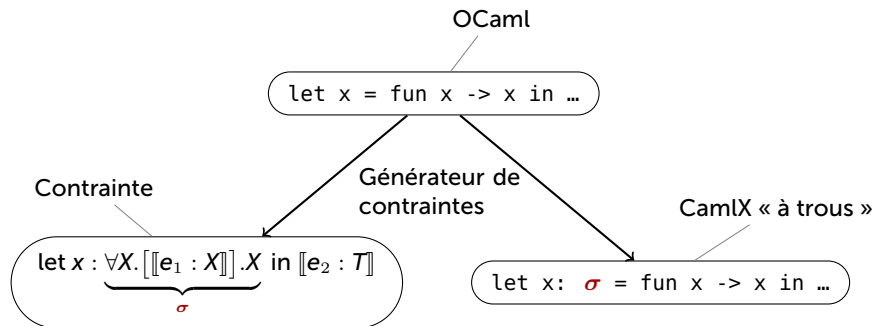 OCaml
let x = fun x -> x in …
Générateur de
contraintes
Contrainte
CamlX « à trous »
let x : ∀X. [⟦e₁ : X⟧] .X in ⟦e₂ : T⟧
σ
let x: σ = fun x -> x in …